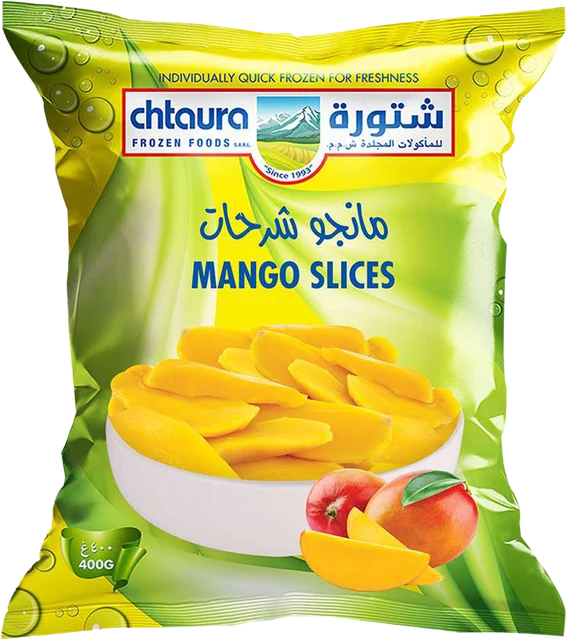 INDIVIDUALLY QUICK FROZEN FOR FRESHNESS
chtaura شتورة
FROZEN FOODS S.A.R.L للمأكولات المجلدة ش.م.م.
"Since 1993"
مانجو شرحات
MANGO SLICES
٤٠٠غ
400G